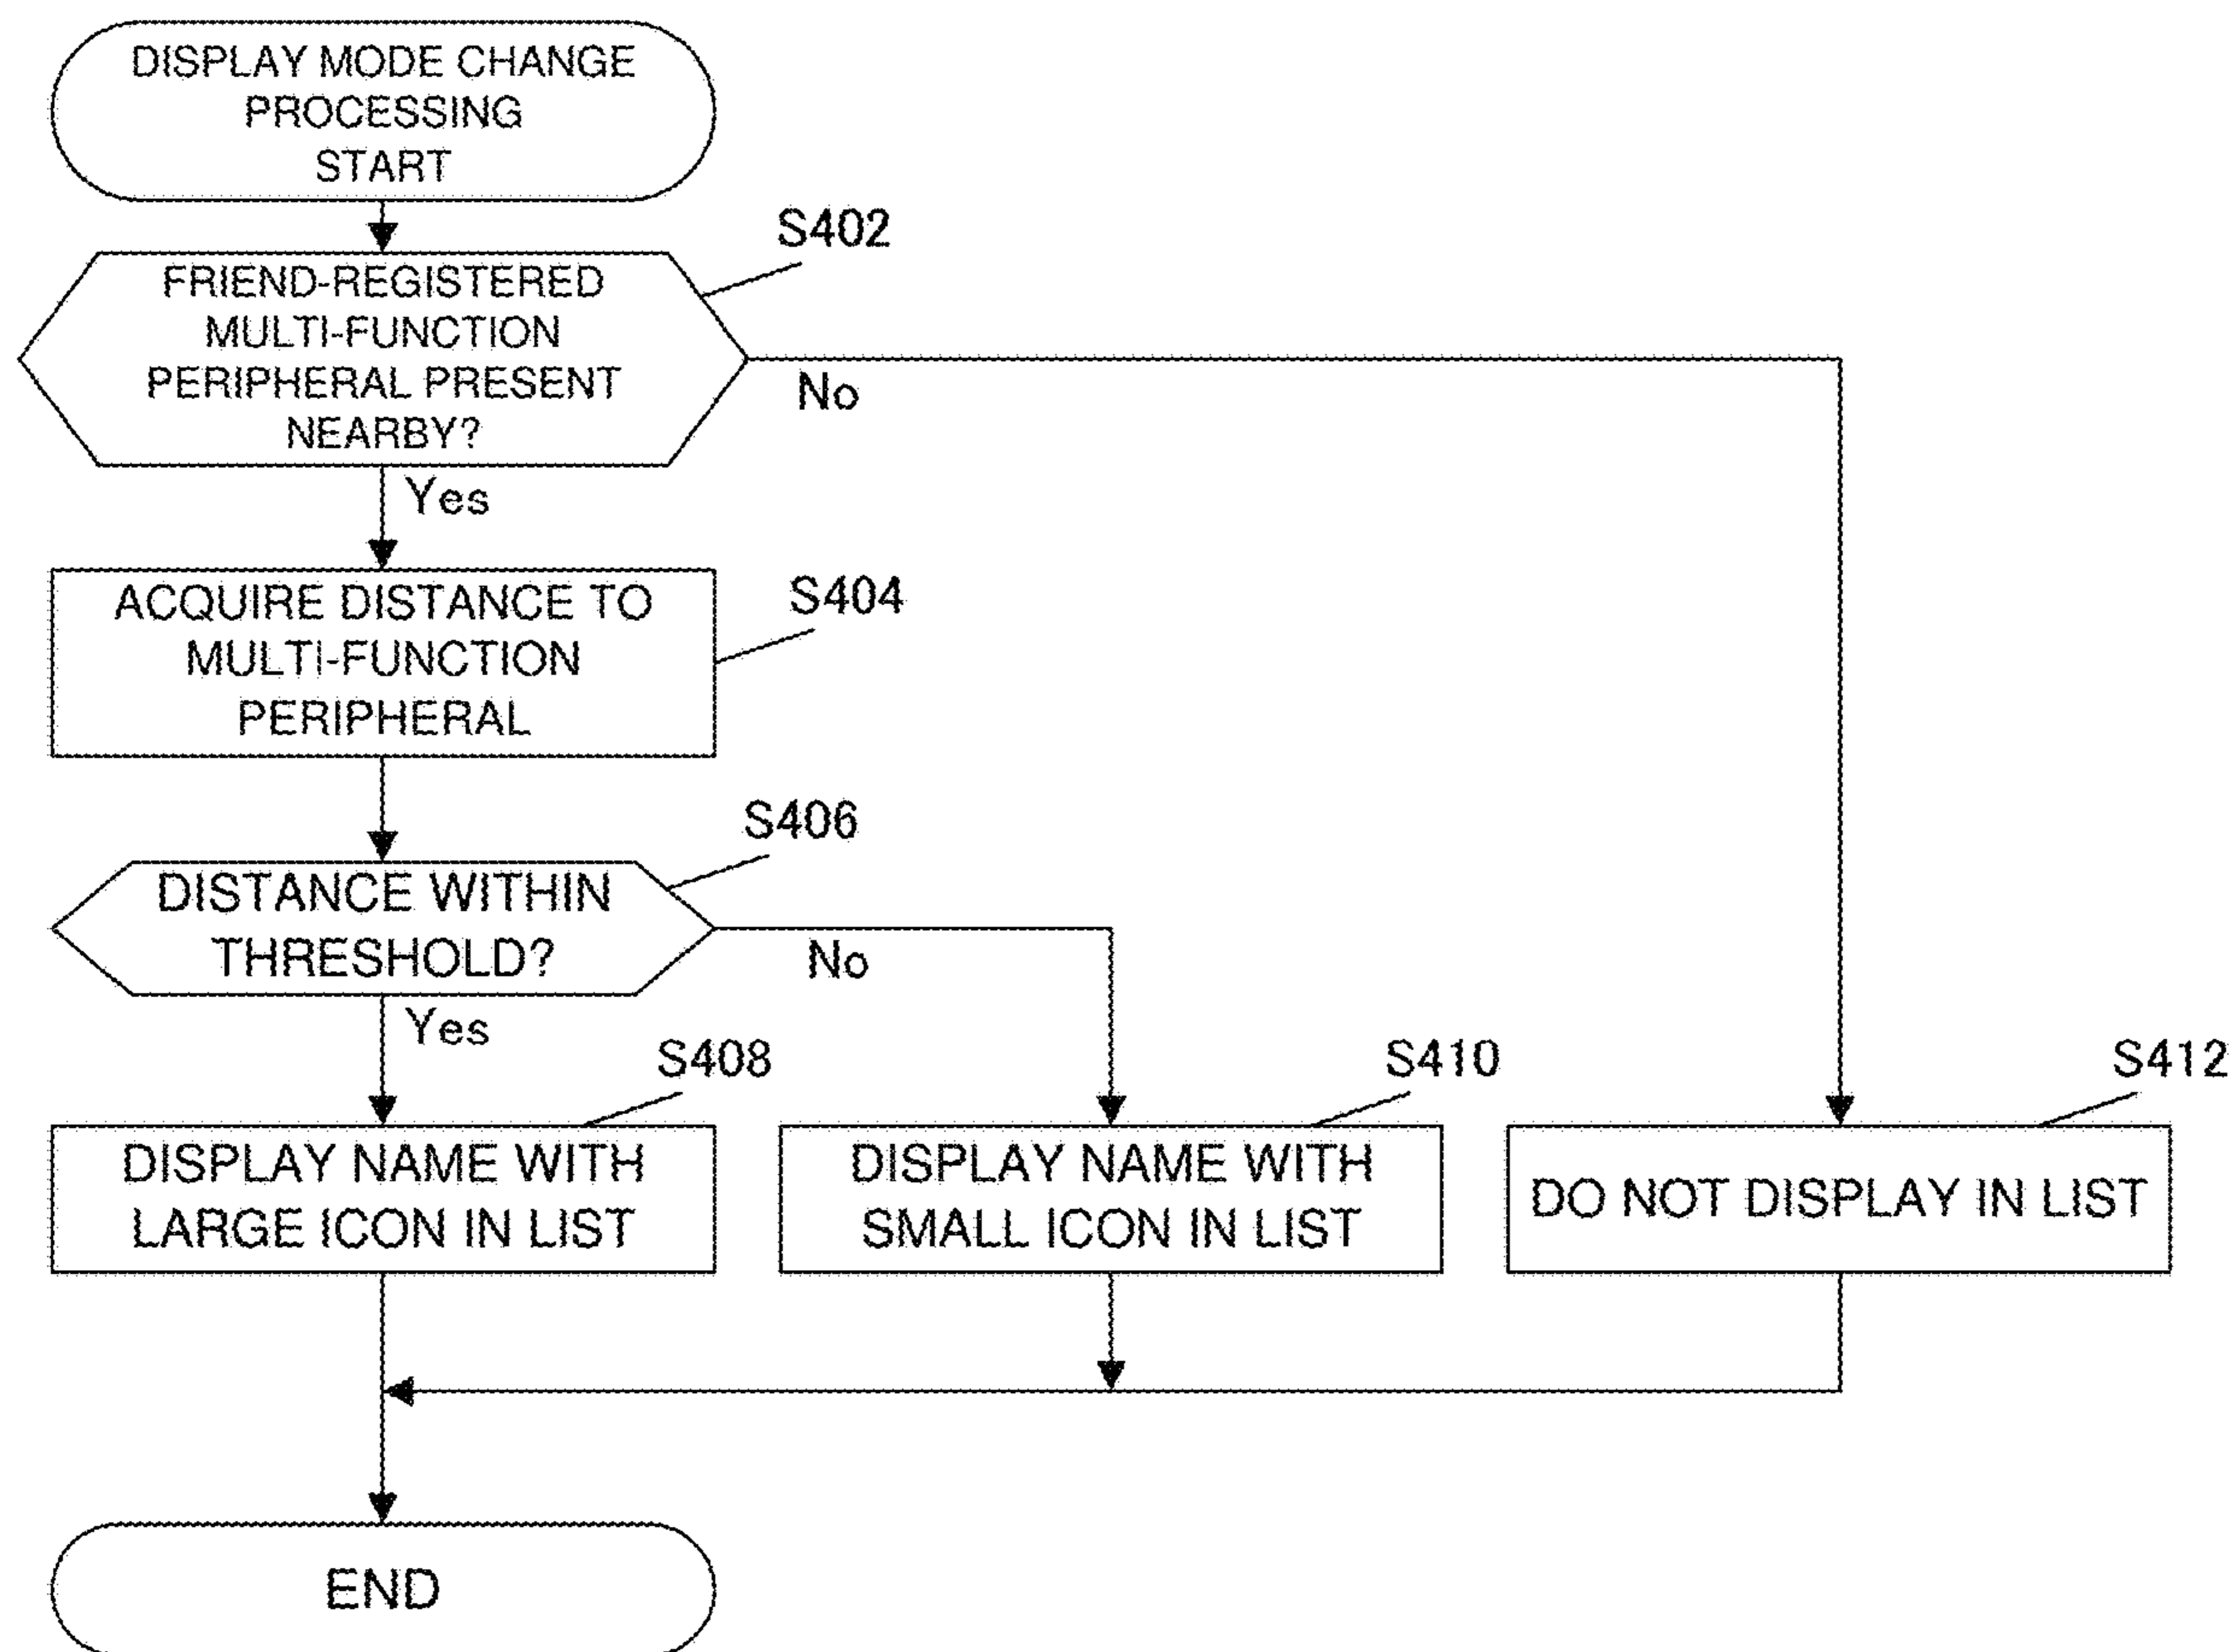 DISPLAY MODE CHANGE
PROCESSING
START
S402
FRIEND-REGISTERED
MULTI-FUNCTION
PERIPHERAL PRESENT
NEARBY?
No
Yes
ACQUIRE DISTANCE TO
MULTI-FUNCTION
PERIPHERAL
S404
S406
DISTANCE WITHIN
THRESHOLD?
No
Yes
S408
DISPLAY NAME WITH
LARGE ICON IN LIST
S410
DISPLAY NAME WITH
SMALL ICON IN LIST
S412
DO NOT DISPLAY IN LIST
END